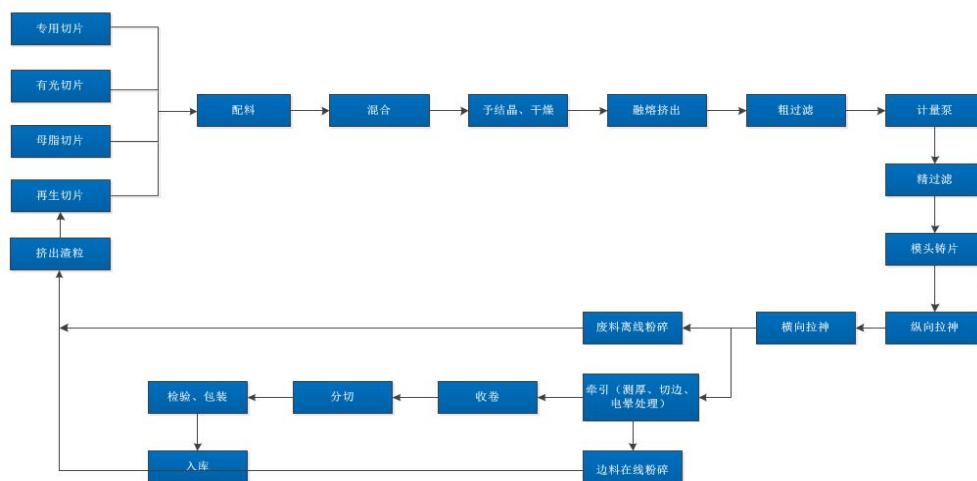 专用切片
有光切片
母脂切片
再生切片
挤出渣粒
配料
混合
予结晶、干燥
融熔挤出
粗过滤
计量泵
精过滤
模头铸片
纵向拉神
横向拉神
废料离线粉碎
牵引（测厚、切边、
电晕处理）
收卷
分切
检验、包装
入库
边料在线粉碎